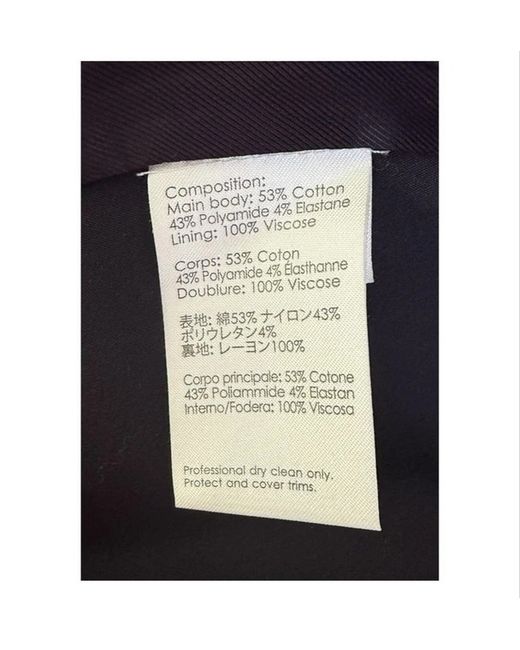 Composition:
Main body: 53% Cotton
43% Polyamide 4% Elastane
Lining: 100% Viscose
Corps: 53% Coton
43% Polyamide 4% Élasthanne
Doublure: 100% Viscose
表地: 綿53% ナイロン43%
ポリウレタン4%
裏地: レーヨン100%
Corpo principale: 53% Cotone
43% Poliammide 4% Elastan
Interno/Fodera: 100% Viscosa
Professional dry clean only.
Protect and cover trims.